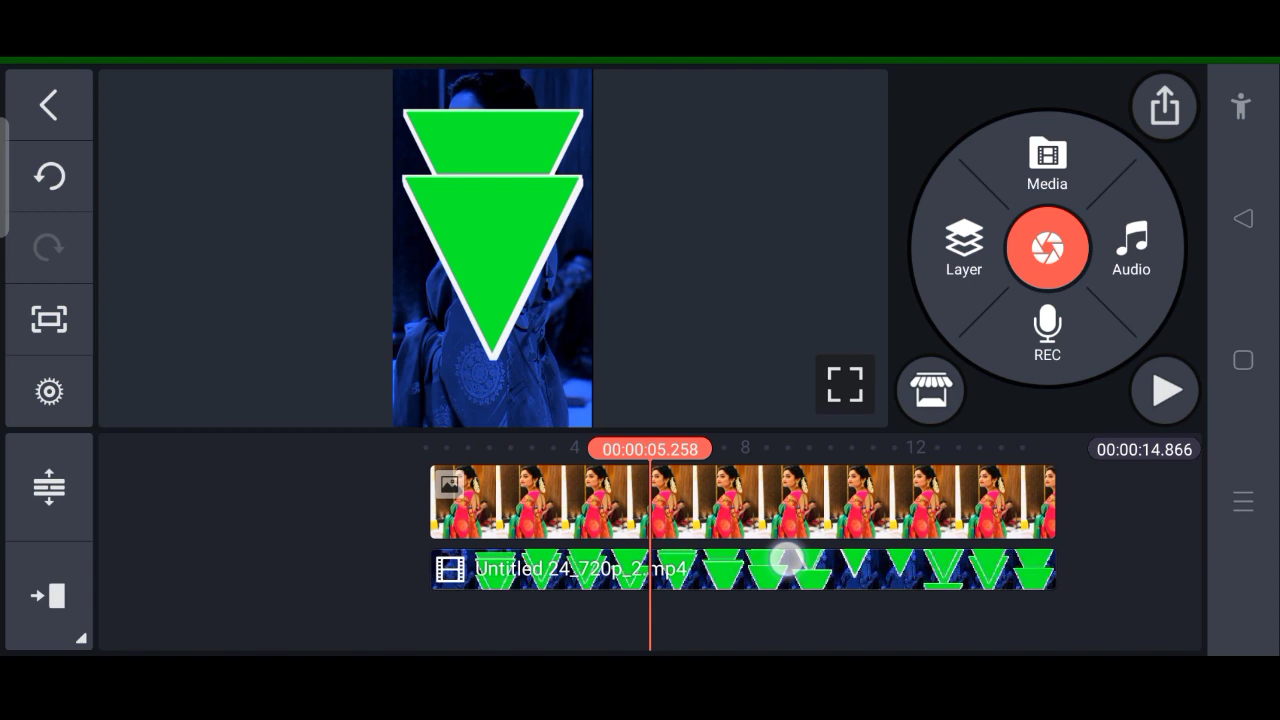 Media
Layer
Audio
REC
4
00:00:05.258
8
12
00:00:14.866
Untitled 24_720p_2.mp4